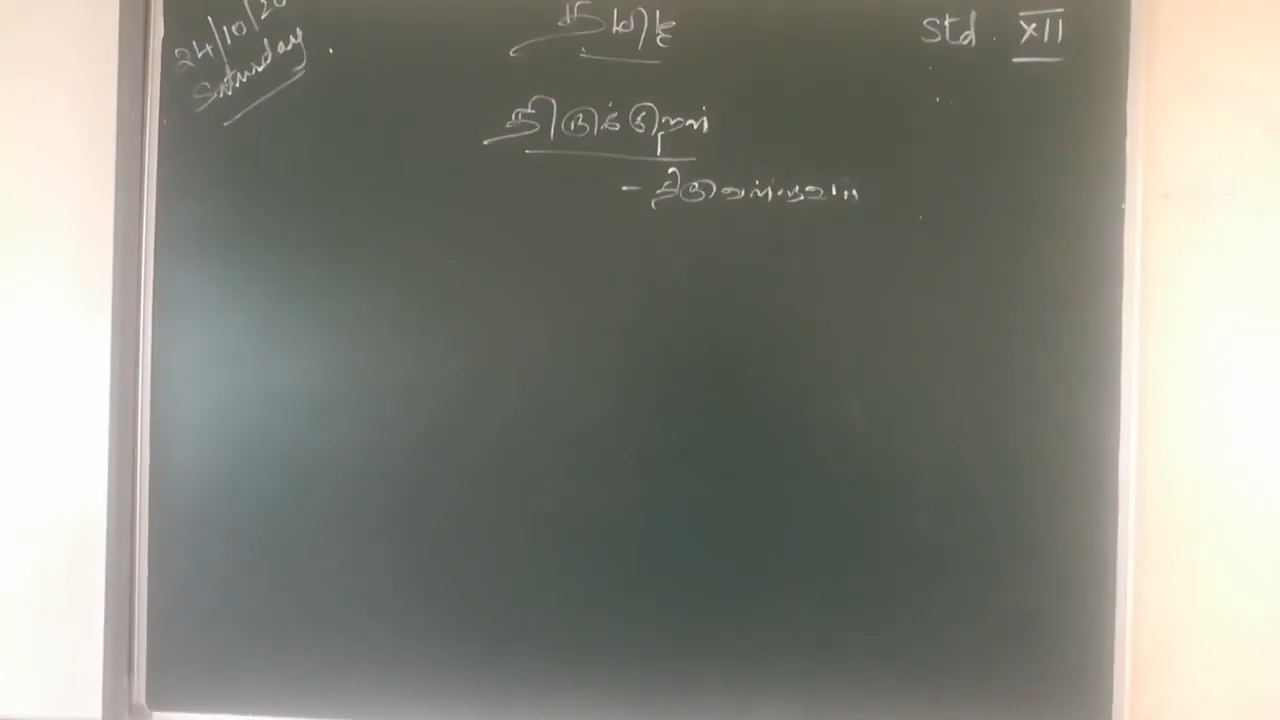 24/10/20
Saturday.
தமிழ்
Std. XII
திருக்குறள்
- திருவள்ளுவர்